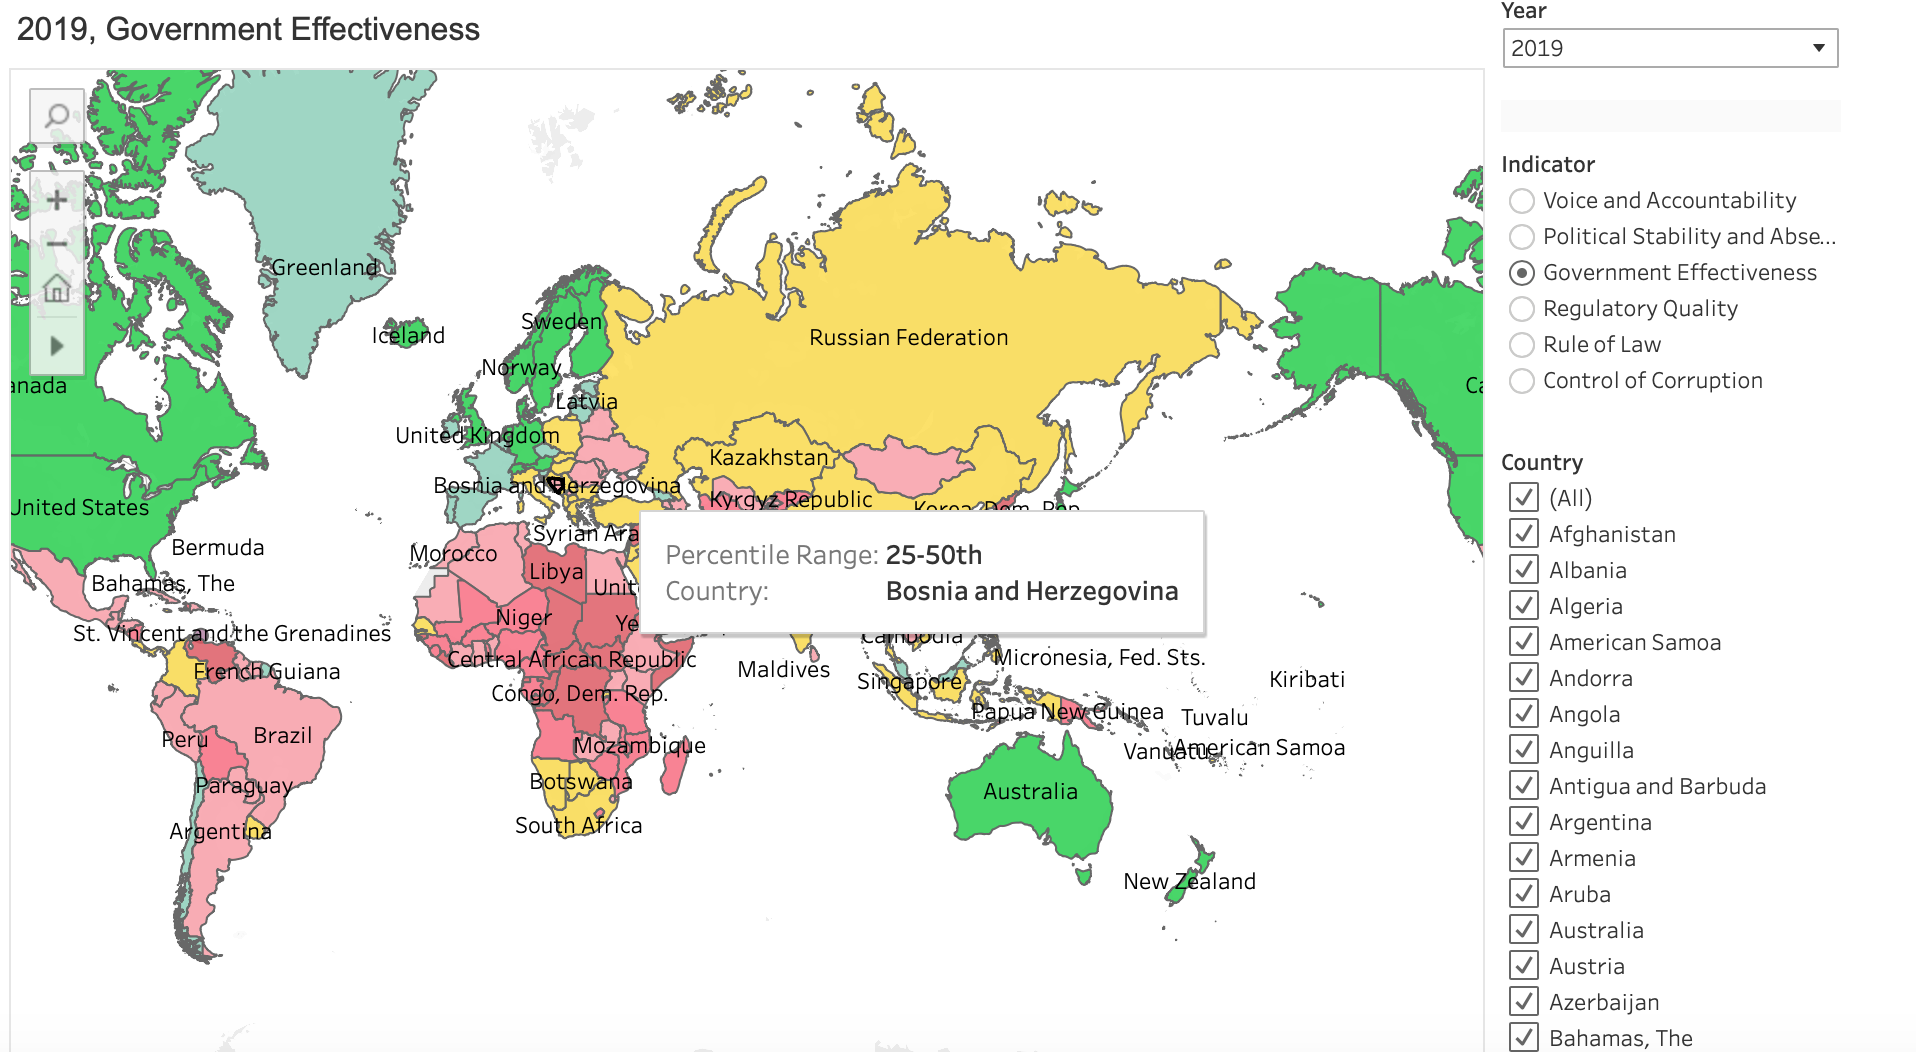 2019, Government Effectiveness
Greenland
Iceland
Sweden
Norway
Latvia
United Kingdom
Russian Federation
Kazakhstan
anada
Ca
United States
Bosnia and Herzegovina
Kyrgyz Republic
Korea, Dem. Rep.
Bermuda
Morocco
Syrian Ara
Bahamas, The
Libya
Unit
Percentile Range: 25-50th
Country: Bosnia and Herzegovina
Niger
Ye
St. Vincent and the Grenadines
Cambodia
French Guiana
Central African Republic
Maldives
Micronesia, Fed. Sts.
Singapore
Kiribati
Congo, Dem. Rep.
Papua New Guinea
Tuvalu
Peru
Brazil
Mozambique
Vanuatu
American Samoa
Paraguay
Botswana
Australia
Argentina
South Africa
New Zealand
Year
2019
Indicator
Voice and Accountability
Political Stability and Abse...
Government Effectiveness
Regulatory Quality
Rule of Law
Control of Corruption
Country
(All)
Afghanistan
Albania
Algeria
American Samoa
Andorra
Angola
Anguilla
Antigua and Barbuda
Argentina
Armenia
Aruba
Australia
Austria
Azerbaijan
Bahamas, The